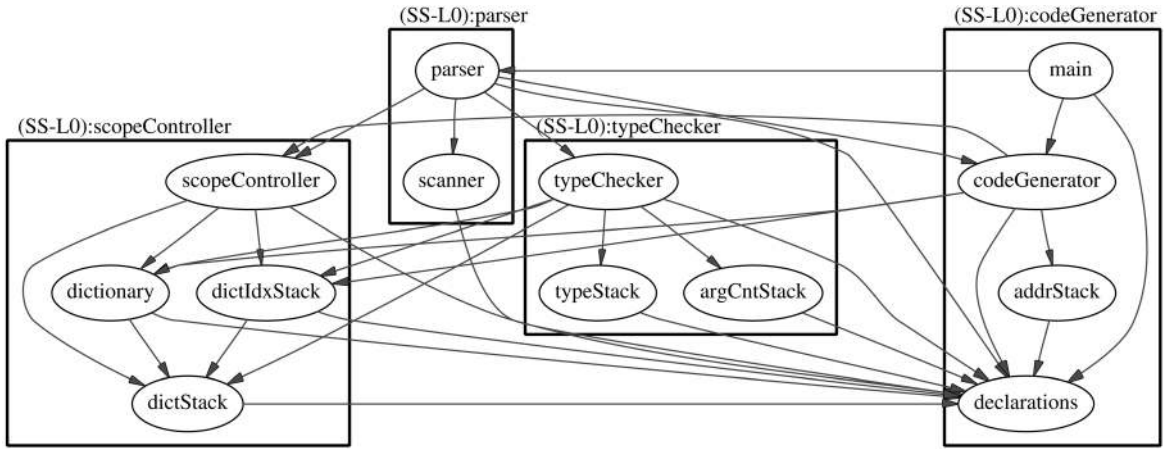 (SS-L0):parser
(SS-L0):codeGenerator
parser
main
(SS-L0):scopeController
(SS-L0):typeChecker
scopeController
scanner
typeChecker
codeGenerator
dictionary
dictIdxStack
typeStack
argCntStack
addrStack
dictStack
declarations